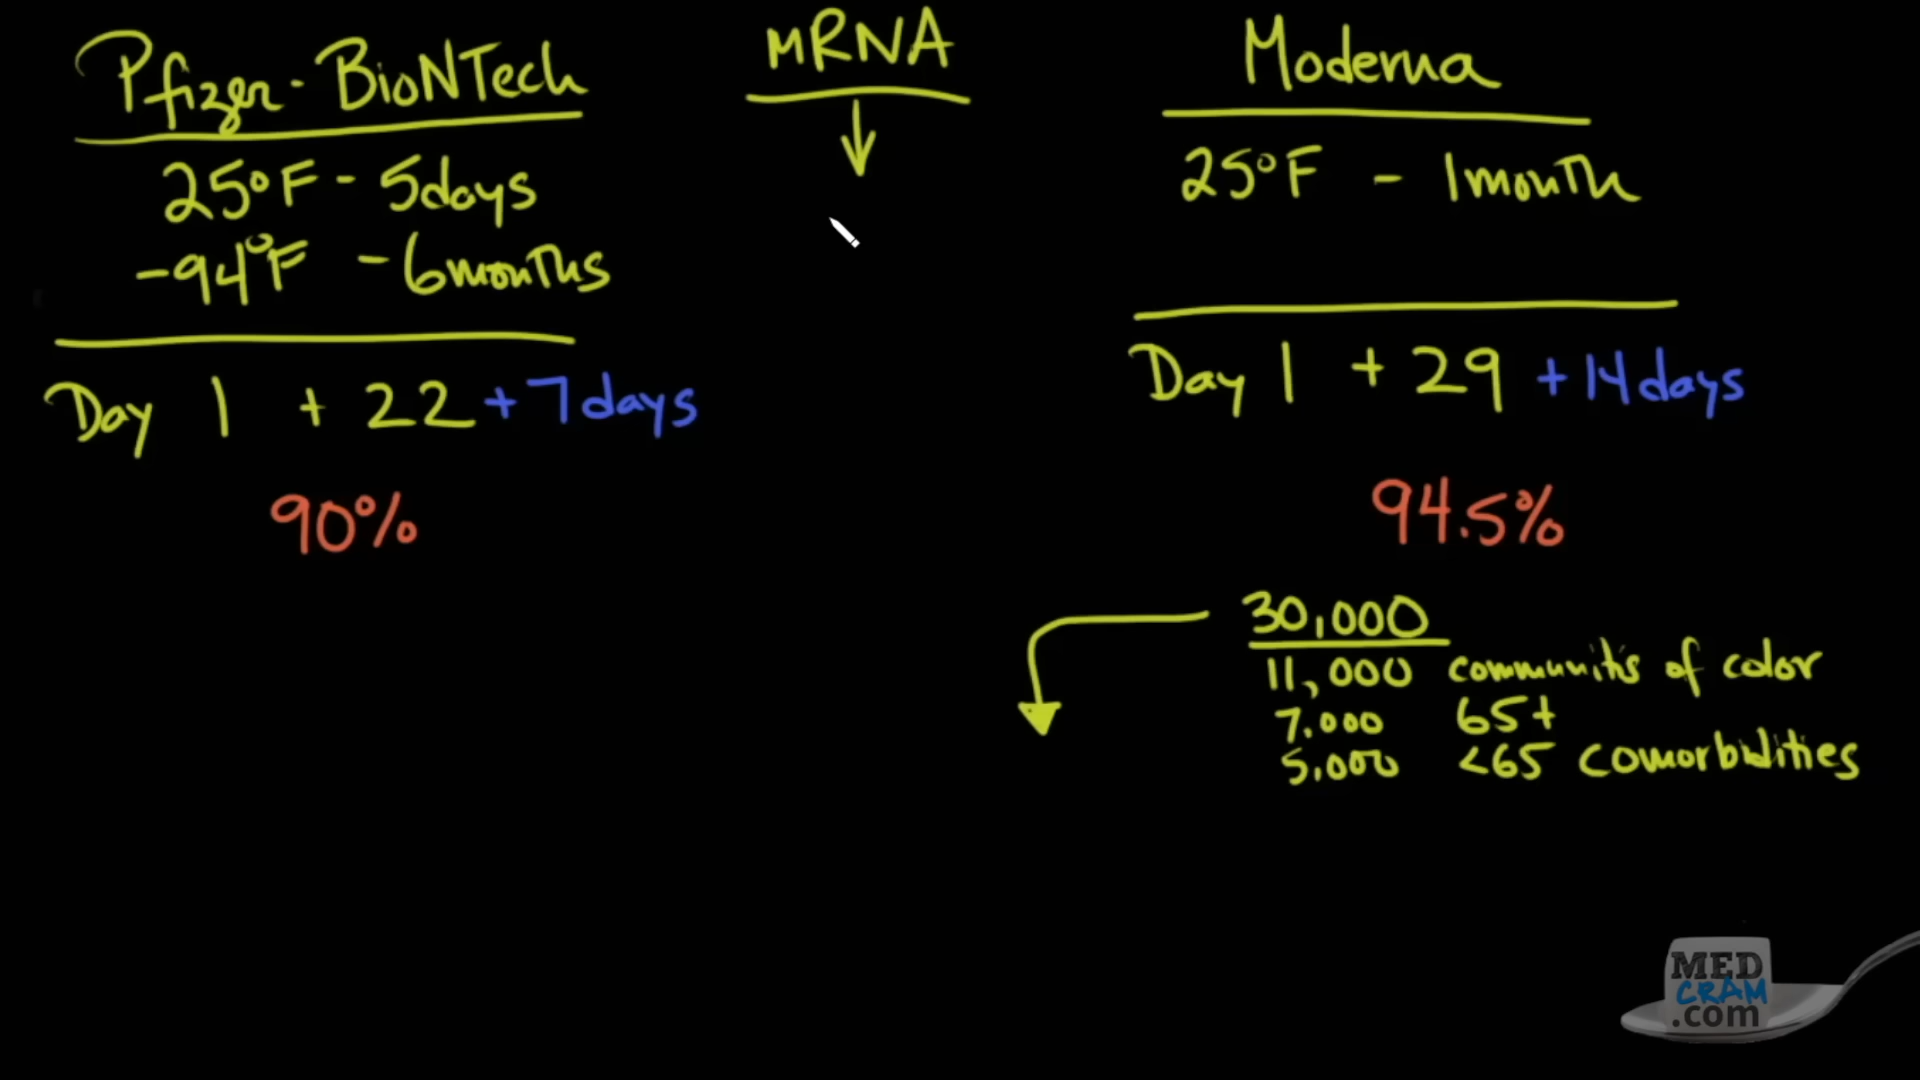 Pfizer-BioNTech
25°F - 5days
-94°F - 6months
Day 1 + 22 + 7days
90%
mRNA
Moderna
25°F - 1month
Day 1 + 29 + 14days
94.5%
30,000
11,000 communitis of color
7.000 65+
5.000 <65 comorbidities
MED
CRAM
.com